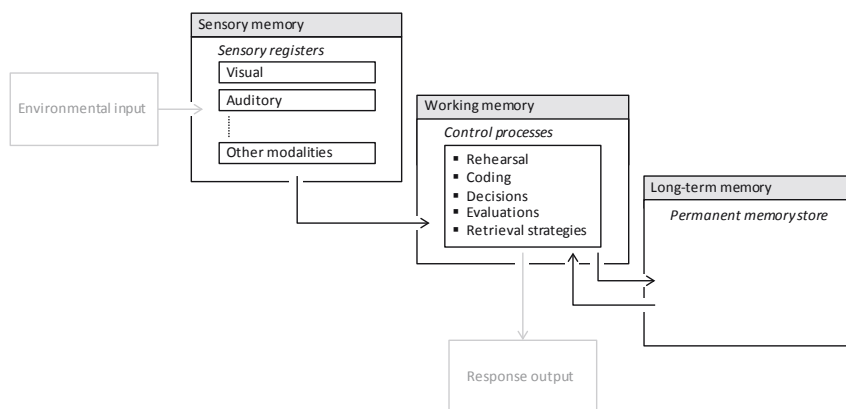 Sensory memory
Sensory registers
Visual
Environmental input
Auditory
Working memory
Control processes
Other modalities
▪ Rehearsal
▪ Coding
▪ Decisions
▪ Evaluations
▪ Retrieval strategies
Long-term memory
Permanent memory store
Response output